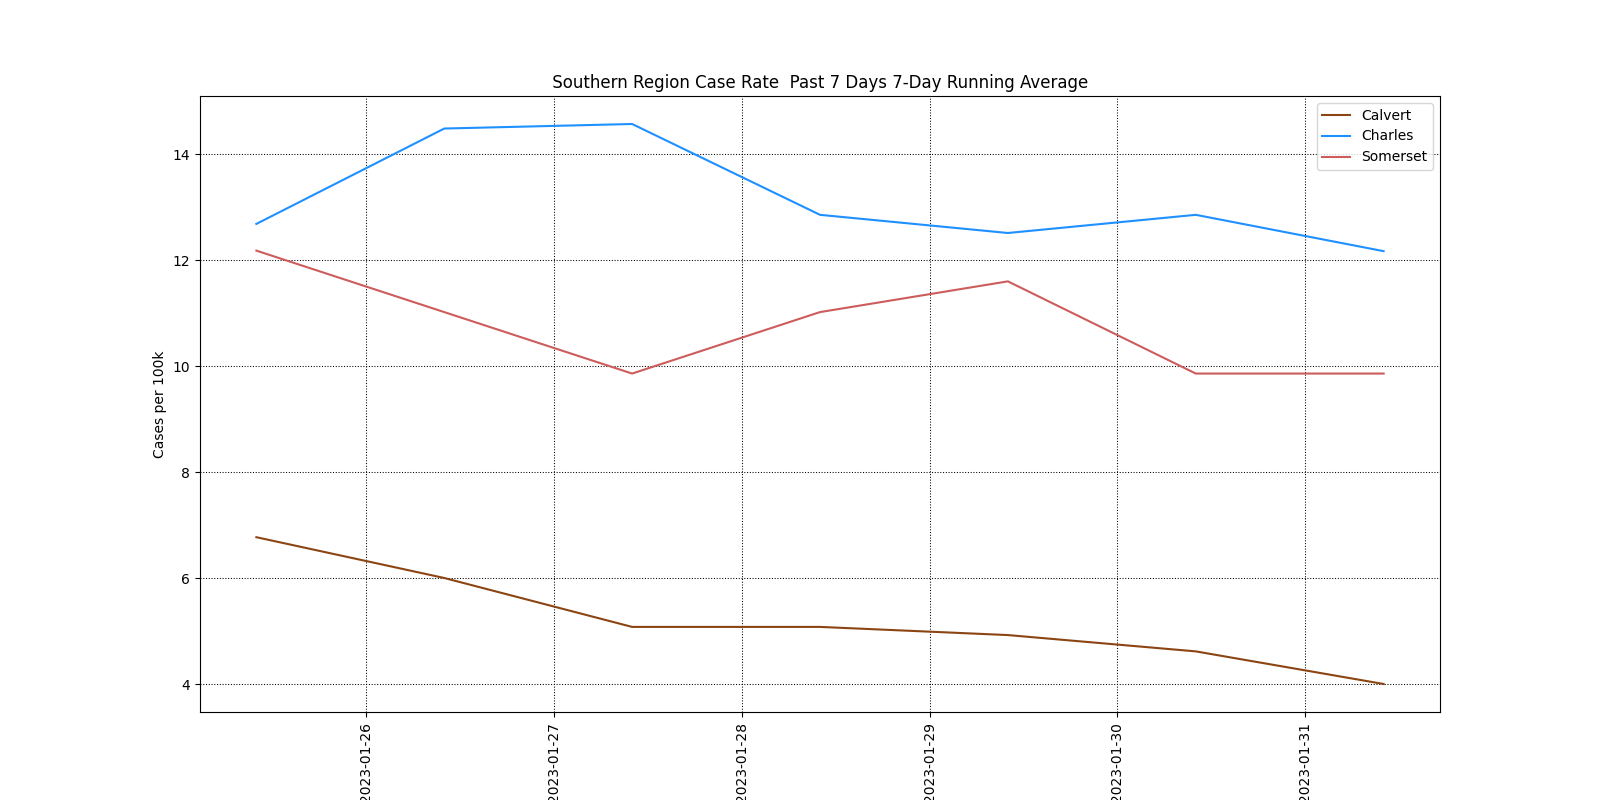 Southern Region Case Rate  Past 7 Days 7-Day Running Average
Calvert
Charles
Somerset
Cases per 100k
14
12
10
8
6
4
2023-01-26
2023-01-27
2023-01-28
2023-01-29
2023-01-30
2023-01-31